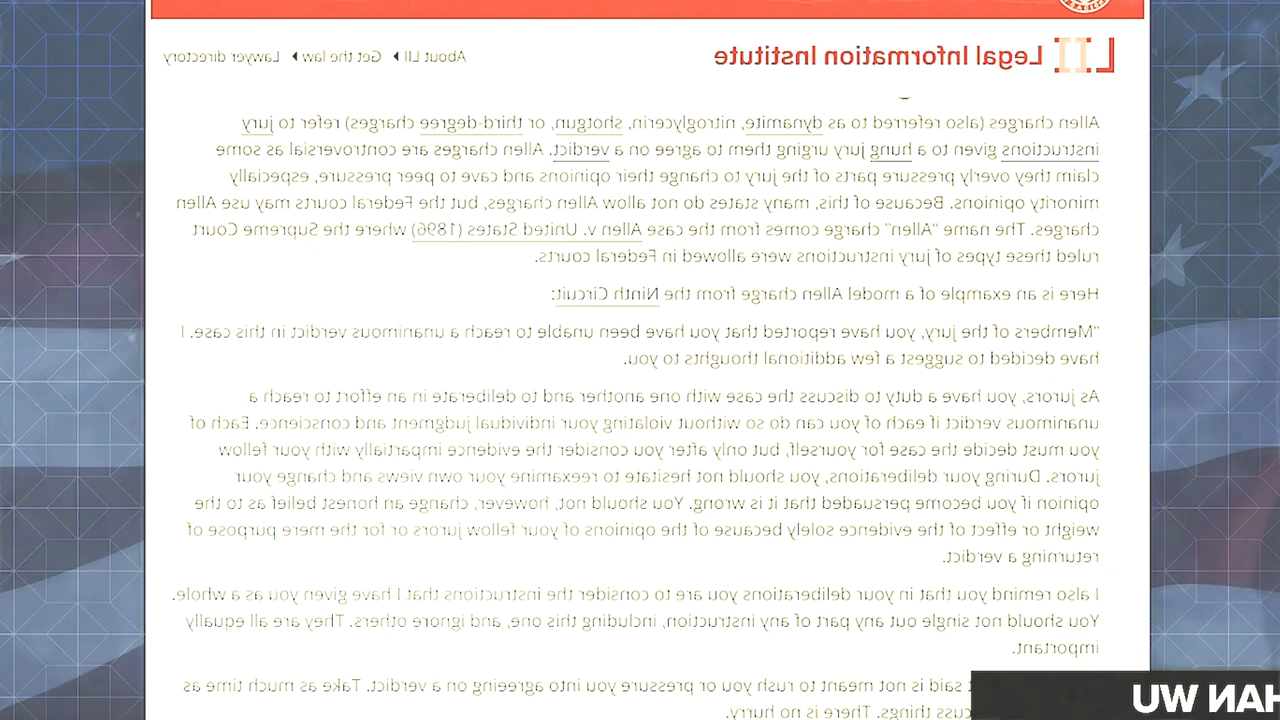 LII Legal Information Institute
About LII Get the law Lawyer directory
Allen charges (also referred to as dynamite, nitroglycerin, shotgun, or third-degree charges) refer to jury
instructions given to a hung jury urging them to agree on a verdict. Allen charges are controversial as some
claim they overly pressure parts of the jury to change their opinions and cave to peer pressure, especially
minority opinions. Because of this, many states do not allow Allen charges, but the Federal courts may use Allen
charges. The name "Allen" charge comes from the case Allen v. United States (1896) where the Supreme Court
ruled these types of jury instructions were allowed in Federal courts.
Here is an example of a model Allen charge from the Ninth Circuit:
"Members of the jury, you have reported that you have been unable to reach a unanimous verdict in this case. I
have decided to suggest a few additional thoughts to you.
As jurors, you have a duty to discuss the case with one another and to deliberate in an effort to reach a
unanimous verdict if each of you can do so without violating your individual judgment and conscience. Each of
you must decide the case for yourself, but only after you consider the evidence impartially with your fellow
jurors. During your deliberations, you should not hesitate to reexamine your own views and change your
opinion if you become persuaded that it is wrong. You should not, however, change an honest belief as to the
weight or effect of the evidence solely because of the opinions of your fellow jurors or for the mere purpose of
returning a verdict.
I also remind you that in your deliberations you are to consider the instructions that I have given you as a whole.
You should not single out any part of any instruction, including this one, and ignore others. They are all equally
important.
said is not meant to rush you or pressure you into agreeing on a verdict. Take as much time as
things. There is no hurry.
HAN WU